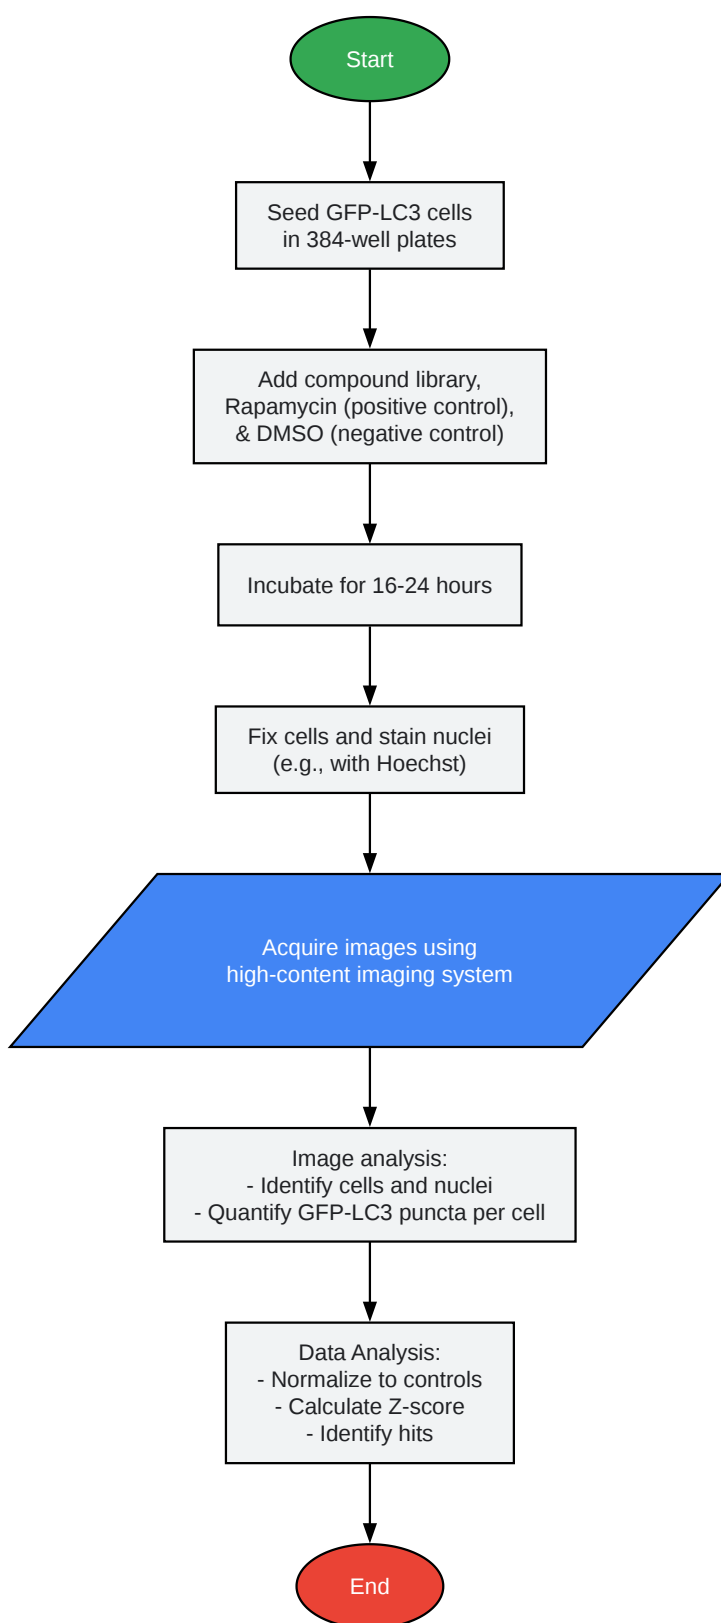 Start
Seed GFP-LC3 cells
in 384-well plates
Add compound library,
Rapamycin (positive control),
& DMSO (negative control)
Incubate for 16-24 hours
Fix cells and stain nuclei
(e.g., with Hoechst)
Acquire images using
high-content imaging system
Image analysis:
- Identify cells and nuclei
- Quantify GFP-LC3 puncta per cell
Data Analysis:
- Normalize to controls
- Calculate Z-score
- Identify hits
End